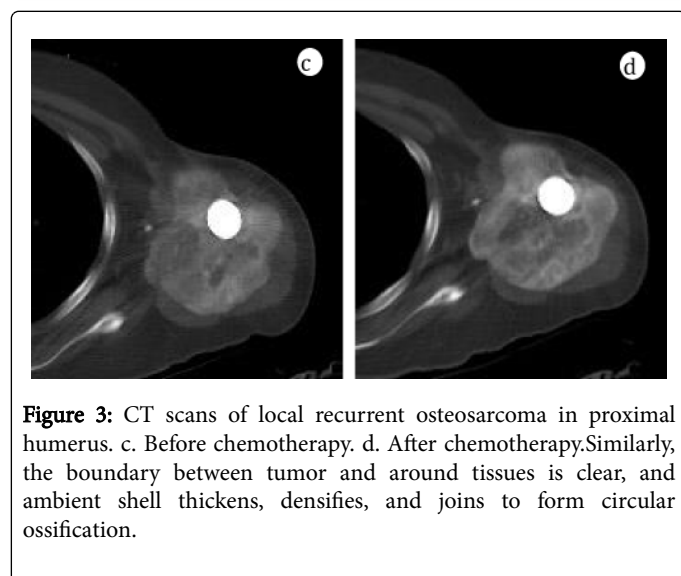 c d
Figure 3: CT scans of local recurrent osteosarcoma in proximal
humerus. c. Before chemotherapy. d. After chemotherapy.Similarly,
the boundary between tumor and around tissues is clear, and
ambient shell thickens, densifies, and joins to form circular
ossification.